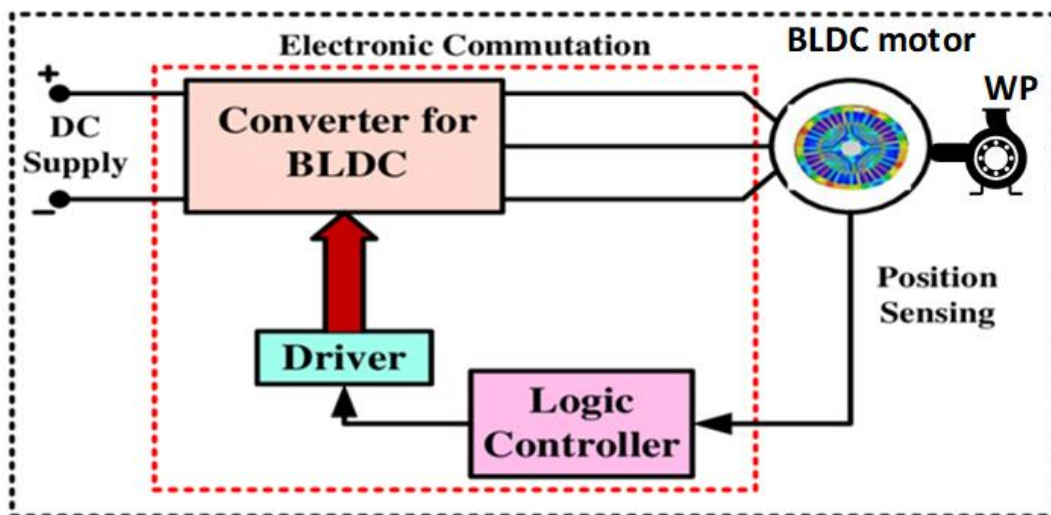 Electronic Commutation
BLDC motor
WP
+
DC
Supply
–
Converter for
BLDC
Position
Sensing
Driver
Logic
Controller